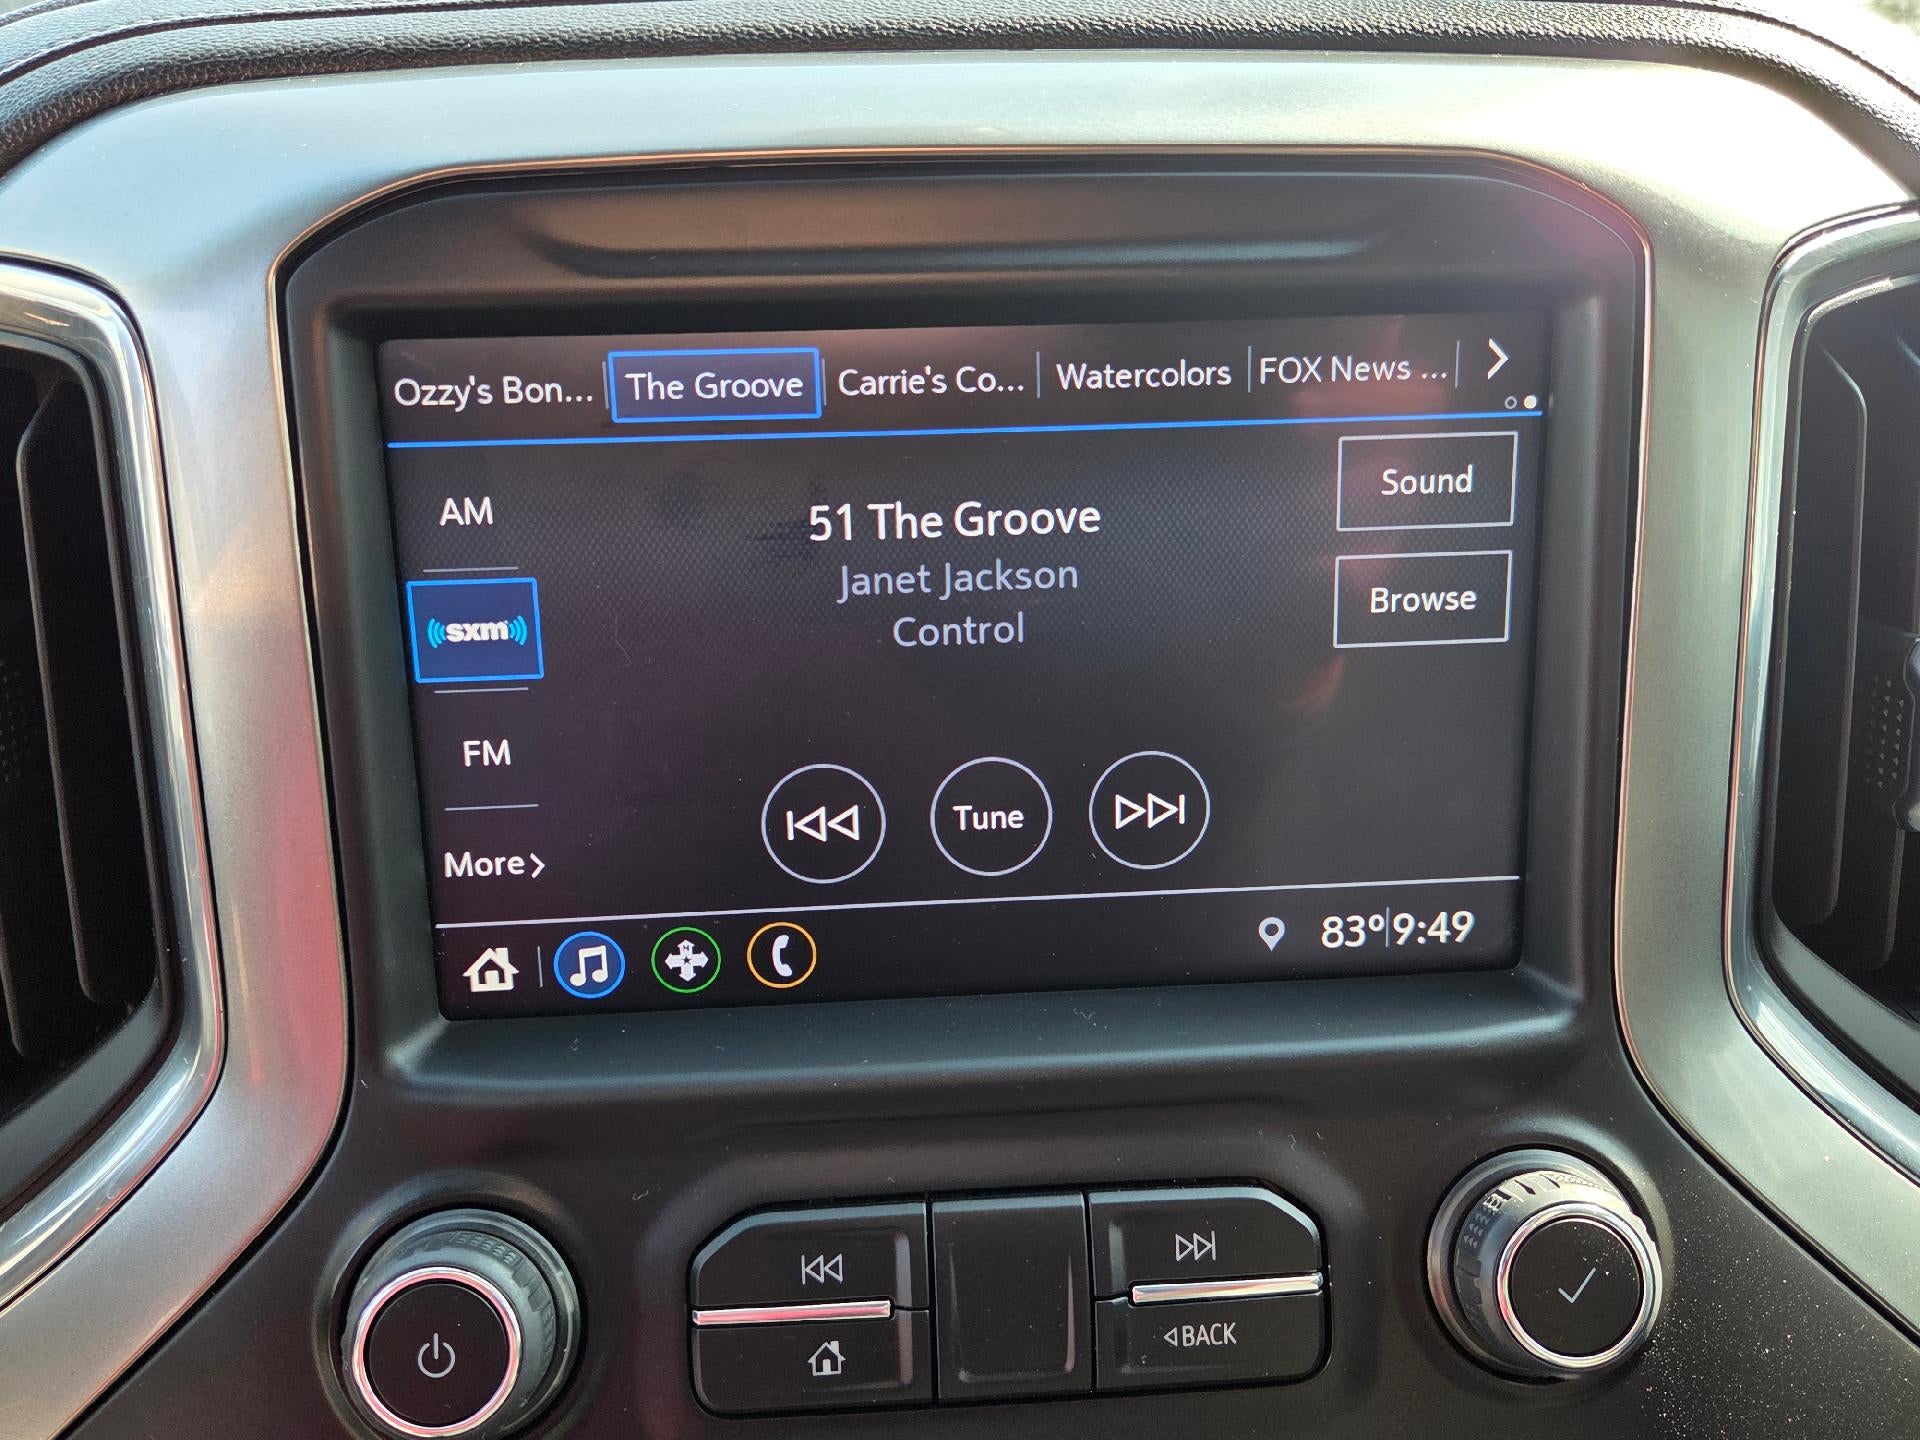 Ozzy's Bon... The Groove Carrie's Co... Watercolors FOX News ...
Sound
AM
51 The Groove
Janet Jackson
Control
Browse
sxm
FM
Tune
More
N
83° 9:49
BACK